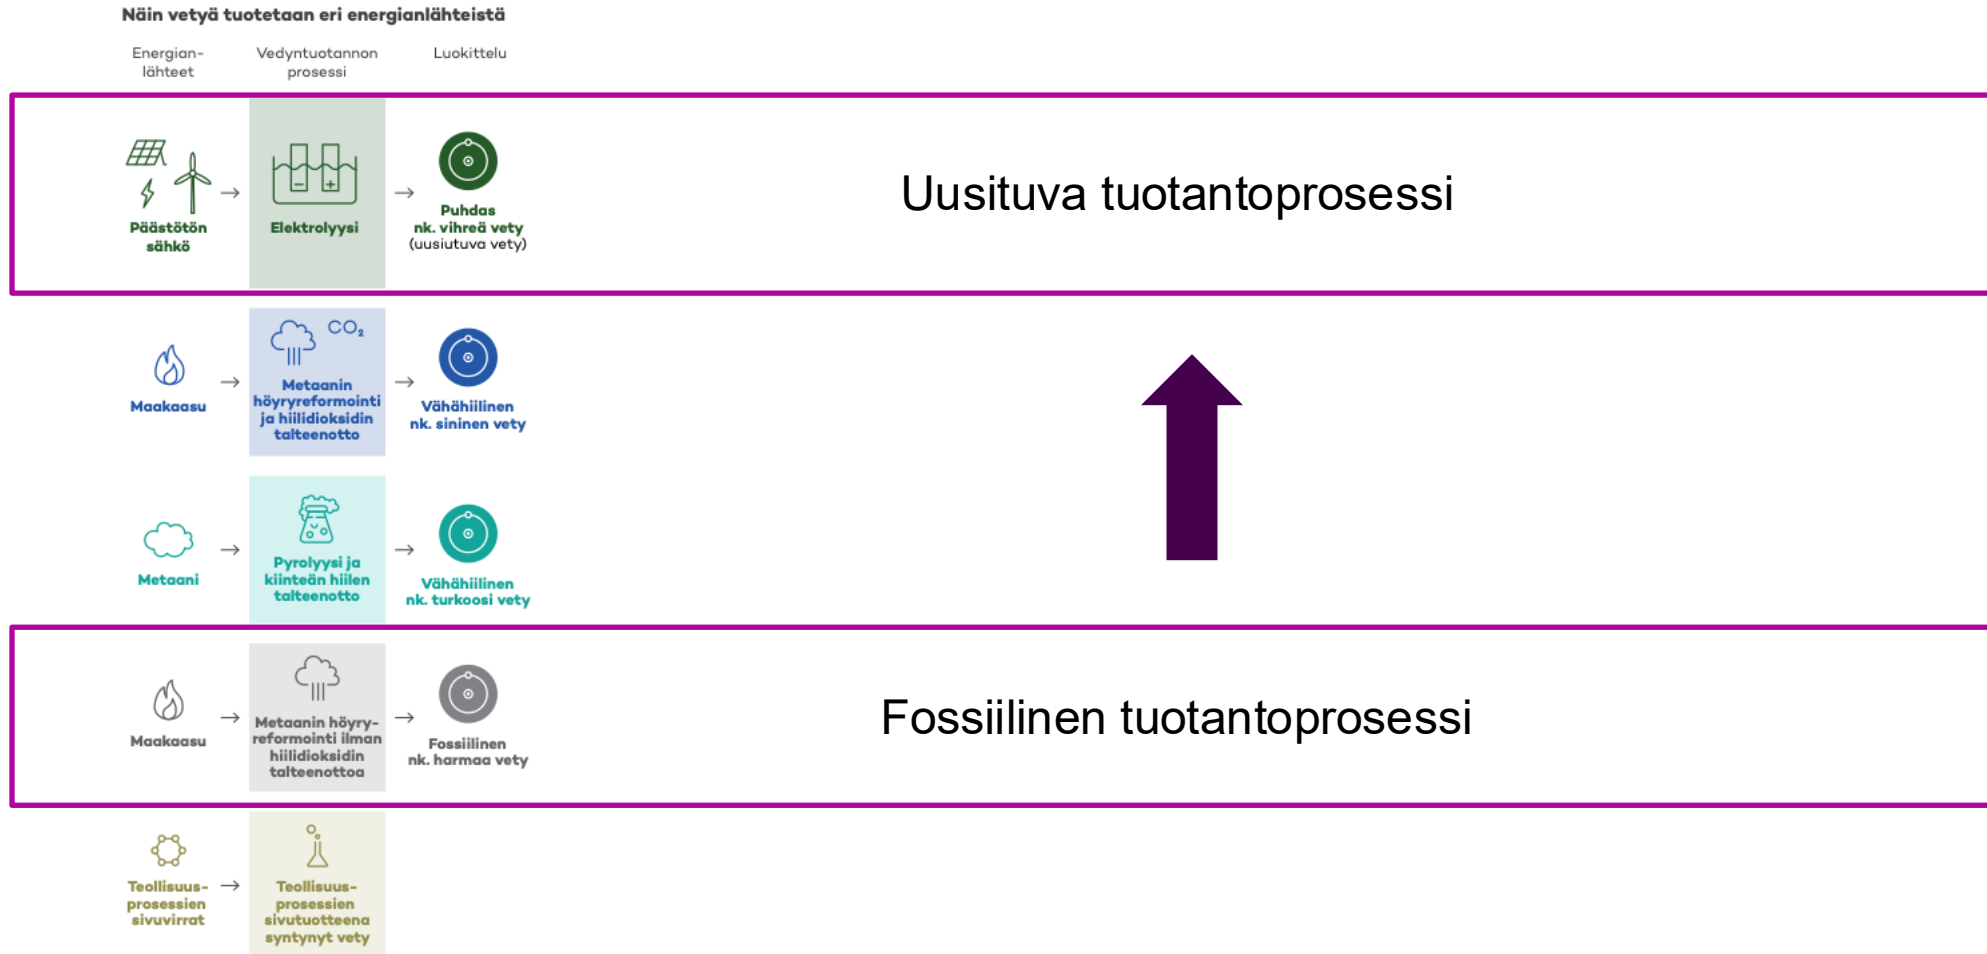 Näin vetyä tuotetaan eri energianlähteistä
Energian-
lähteet
Vedyntuotannon
prosessi
Luokittelu
Päästötön
sähkö
Elektrolyysi
Puhdas
nk. vihreä vety
(uusiutuva vety)
Uusituva tuotantoprosessi
Maakaasu
CO₂
Metaanin
höyryreformointi
ja hiilidioksidin
talteenotto
Vähähiilinen
nk. sininen vety
Metaani
Pyrolyysi ja
kiinteän hiilen
talteenotto
Vähähiilinen
nk. turkoosi vety
Maakaasu
Metaanin höyry-
reformointi ilman
hiilidioksidin
talteenottoa
Fossiilinen
nk. harmaa vety
Fossiilinen tuotantoprosessi
Teollisuus-
prosessien
sivuvirrat
Teollisuus-
prosessien
sivutuotteena
syntynyt vety